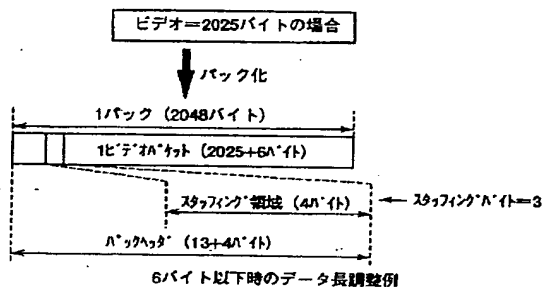 ビデオ=2025バイトの場合
パック化
1パック (2048バイト)
1ビデオパケット (2025+6バイト)
スタッフィング領域 (4バイト)
スタッフィングバイト=3
パックヘッダ (13+4バイト)
6バイト以下時のデータ長調整例